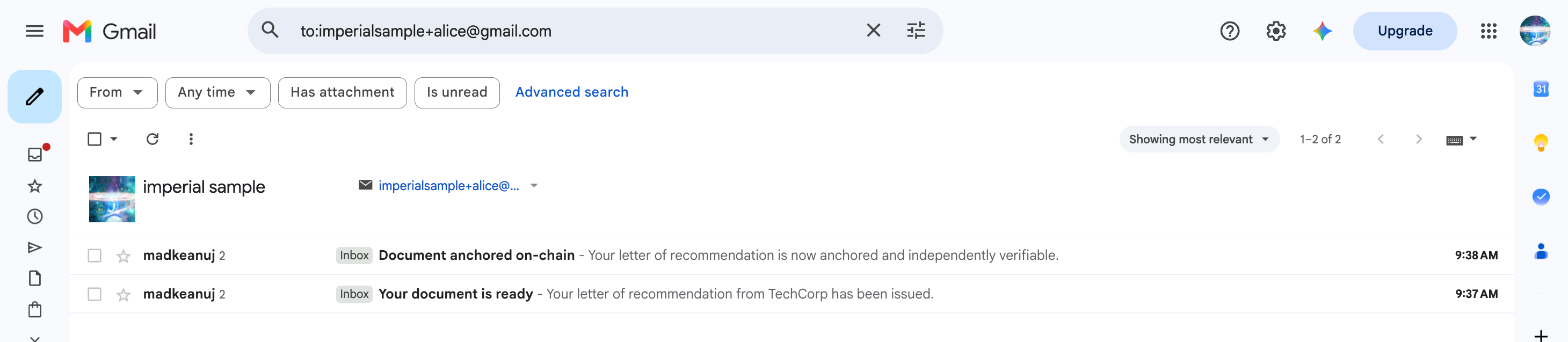 Gmail
to:imperialsample+alice@gmail.com
Upgrade
From
Any time
Has attachment
Is unread
Advanced search
31
Showing most relevant
1–2 of 2
imperial sample
imperialsample+alice@...
madkeanuj 2 Inbox Document anchored on-chain - Your letter of recommendation is now anchored and independently verifiable. 9:38 AM
madkeanuj 2 Inbox Your document is ready - Your letter of recommendation from TechCorp has been issued. 9:37 AM